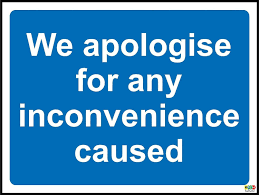 We apologise
for any
inconvenience
caused